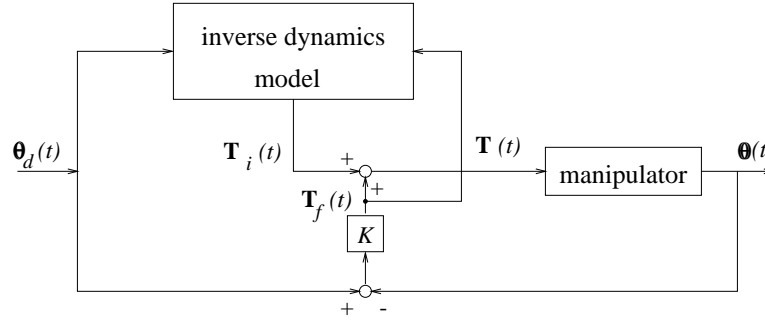 inverse dynamics
model
θd(t)
Ti(t)
+
T(t)
θ(t
+
Tf(t)
manipulator
K
+
-